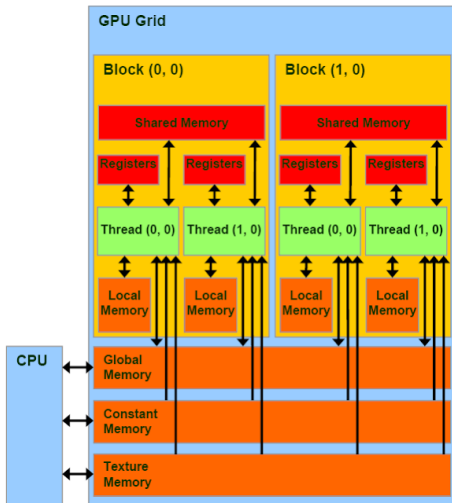 GPU Grid
Block (0, 0)
Block (1, 0)
Shared Memory
Shared Memory
Registers
Registers
Registers
Registers
Thread (0, 0)
Thread (1, 0)
Thread (0, 0)
Thread (1, 0)
Local
Memory
Local
Memory
Local
Memory
Local
Memory
CPU
Global
Memory
Constant
Memory
Texture
Memory